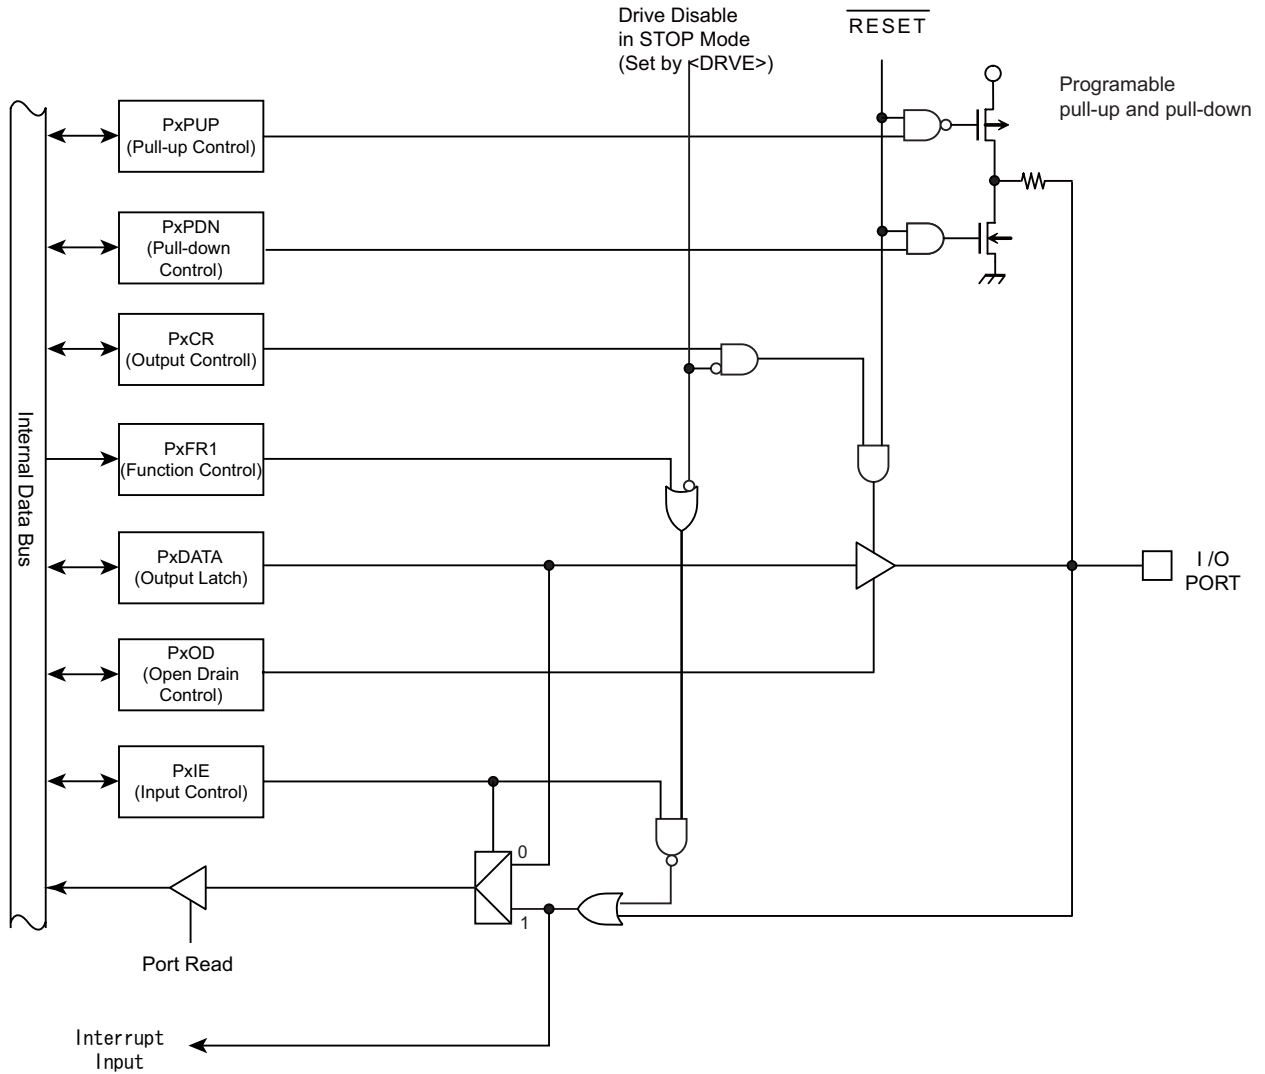 Drive Disable
in STOP Mode
(Set by <DRVE>)
RESET
Programable
pull-up and pull-down
PxPUP
(Pull-up Control)
PxPDN
(Pull-down
Control)
PxCR
(Output Controll)
PxFR1
(Function Control)
Internal Data Bus
PxDATA
(Output Latch)
I /O
PORT
PxOD
(Open Drain
Control)
PxIE
(Input Control)
0
1
Port Read
Interrupt
Input